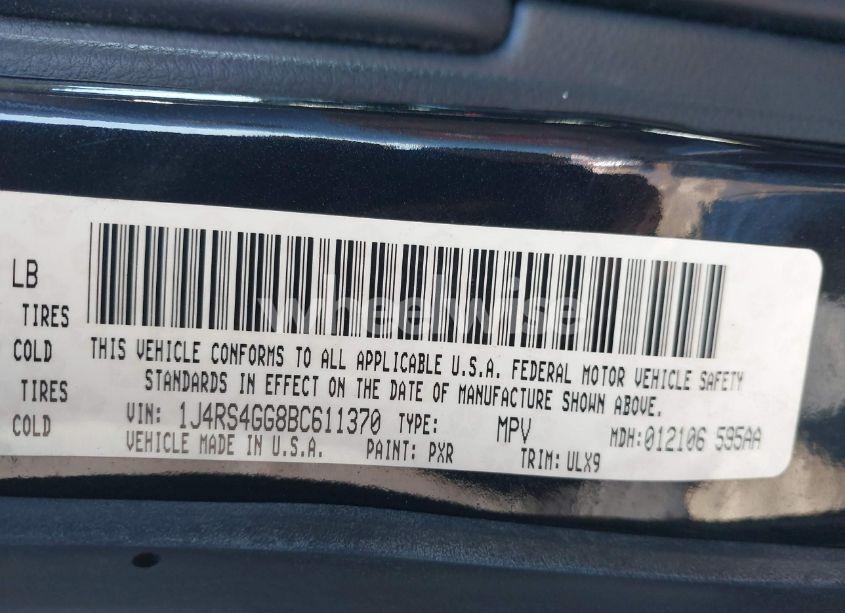 LB
TIRES
COLD
TIRES
COLD
wheelwise
THIS VEHICLE CONFORMS TO ALL APPLICABLE U.S.A. FEDERAL MOTOR VEHICLE SAFETY
STANDARDS IN EFFECT ON THE DATE OF MANUFACTURE SHOWN ABOVE.
VIN: 1J4RS4GG8BC611370 TYPE: MPV MDH:012106 595AA
VEHICLE MADE IN U.S.A. PAINT: PXR TRIM: ULX9